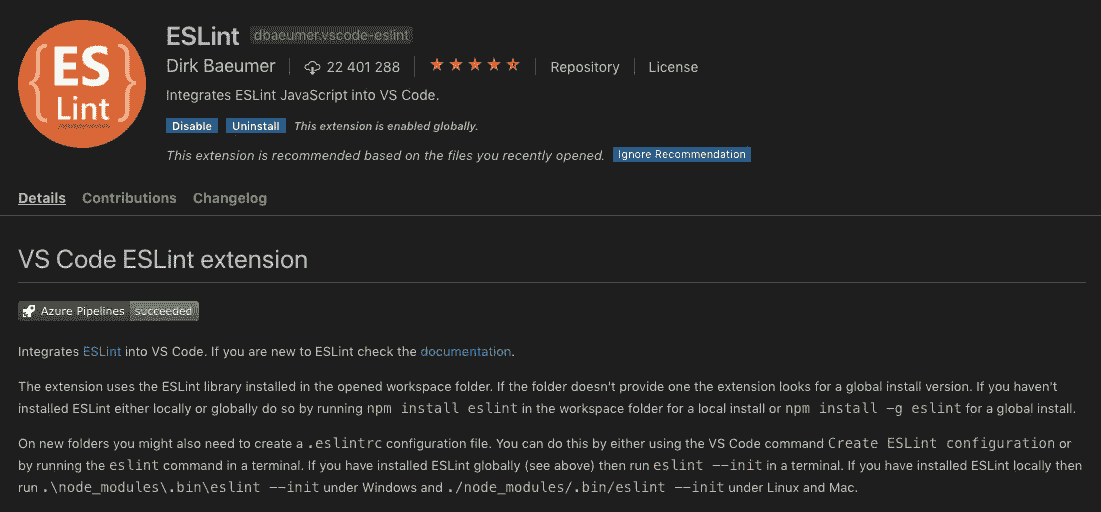 ES
Lint
ESLint dbaeumer.vscode-eslint
Dirk Baeumer 22 401 288 Repository License
Integrates ESLint JavaScript into VS Code.
Disable Uninstall This extension is enabled globally.
This extension is recommended based on the files you recently opened. Ignore Recommendation
Details Contributions Changelog
VS Code ESLint extension
Azure Pipelines succeeded
Integrates ESLint into VS Code. If you are new to ESLint check the documentation.
The extension uses the ESLint library installed in the opened workspace folder. If the folder doesn't provide one the extension looks for a global install version. If you haven't
installed ESLint either locally or globally do so by running npm install eslint in the workspace folder for a local install or npm install -g eslint for a global install.
On new folders you might also need to create a .eslintrc configuration file. You can do this by either using the VS Code command Create ESLint configuration or
by running the eslint command in a terminal. If you have installed ESLint globally (see above) then run eslint --init in a terminal. If you have installed ESLint locally then
run .\node_modules\.bin\eslint --init under Windows and ./node_modules/.bin/eslint --init under Linux and Mac.